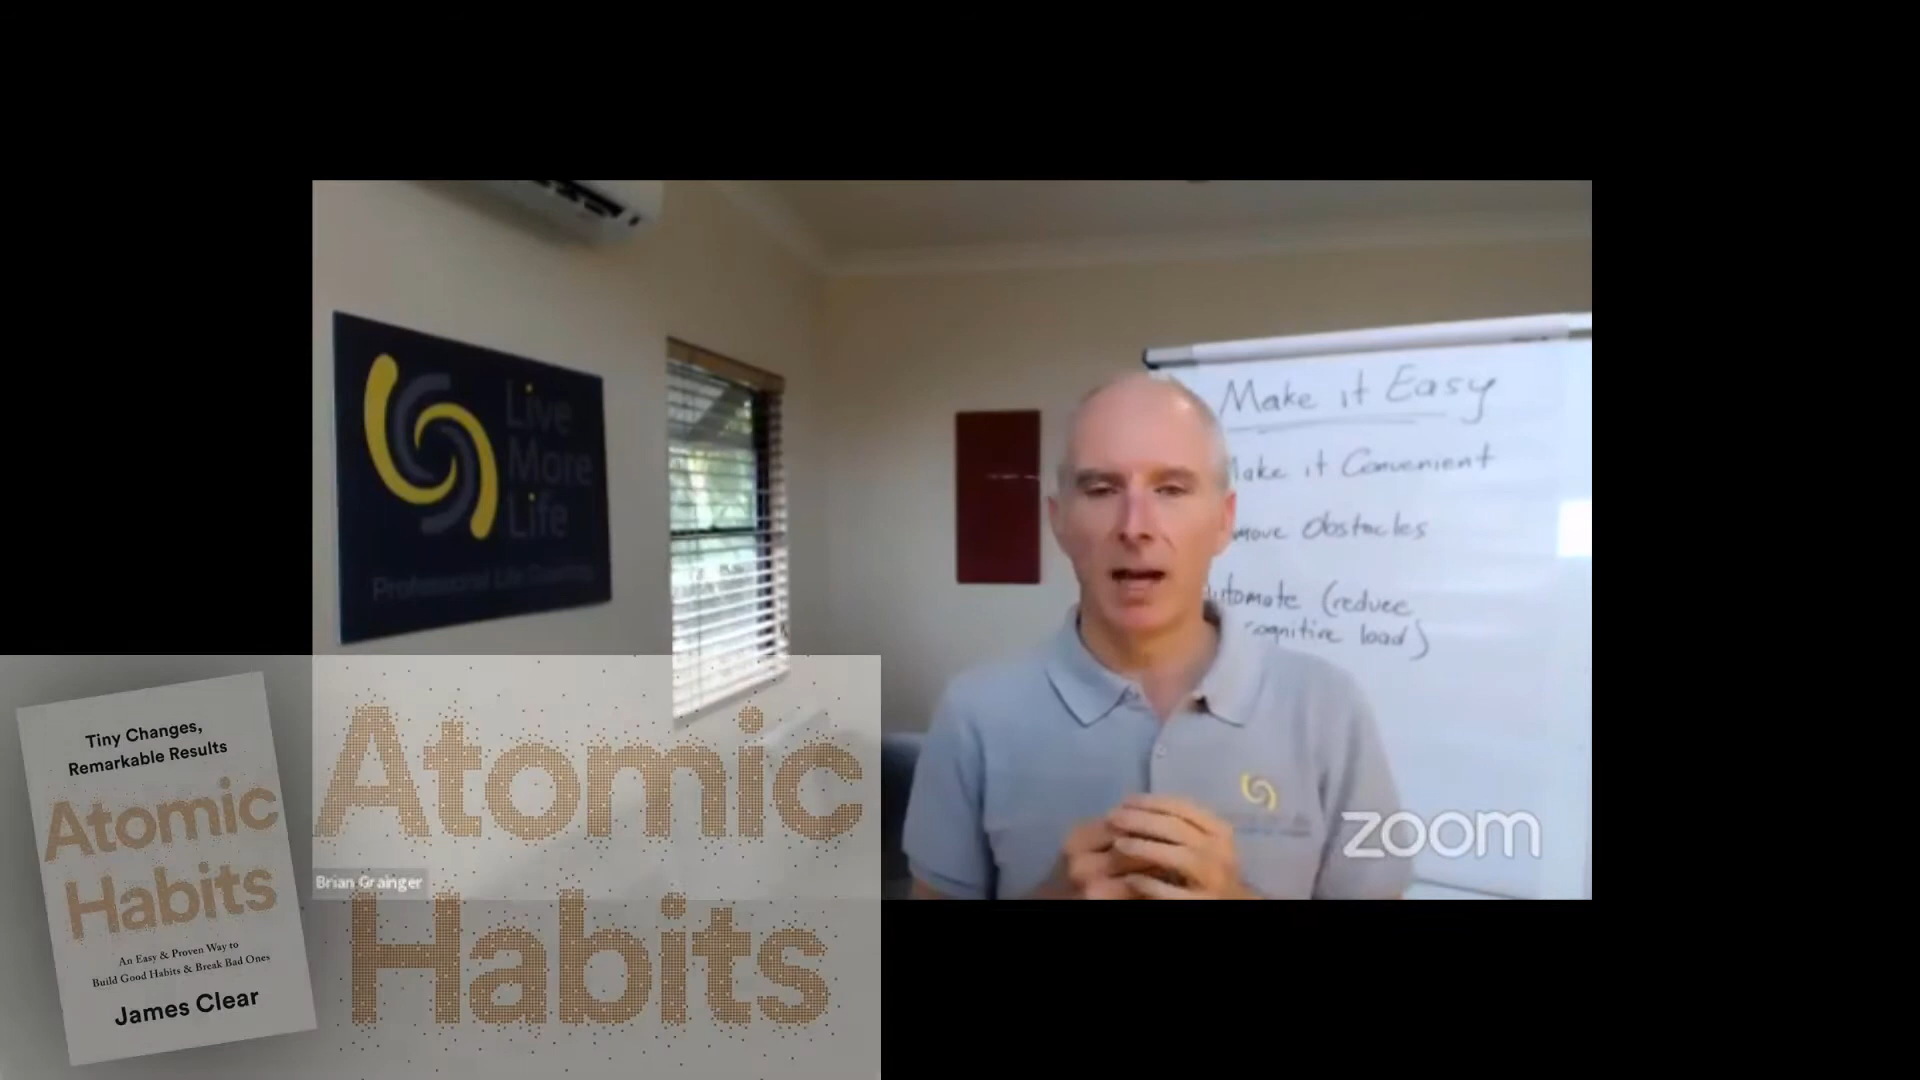 Live
More
Life
Professional Life Coaching
Make it Easy
Make it Convenient
move Obstacles
Automate (reduce
cognitive load)
zoom
Brian Grainger
Tiny Changes,
Remarkable Results
Atomic
Habits
An Easy & Proven Way to
Build Good Habits & Break Bad Ones
James Clear
Atomic
Habits